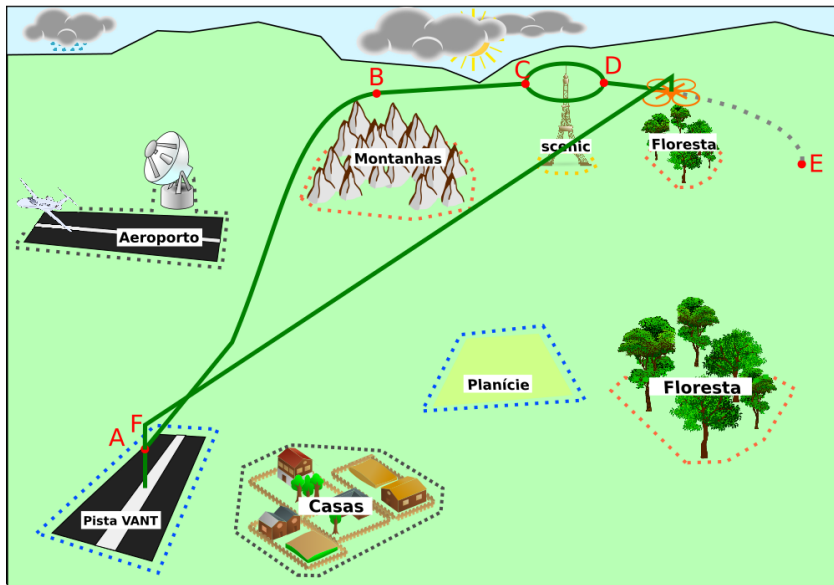 B
C
D
scenic
Floresta
Montanhas
E
Aeroporto
Planície
Floresta
F
A
Casas
Pista VANT